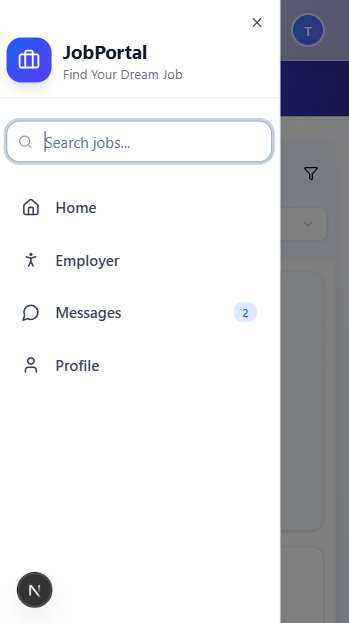 T
JobPortal
Find Your Dream Job
Search jobs...
Home
Employer
Messages 2
Profile
N